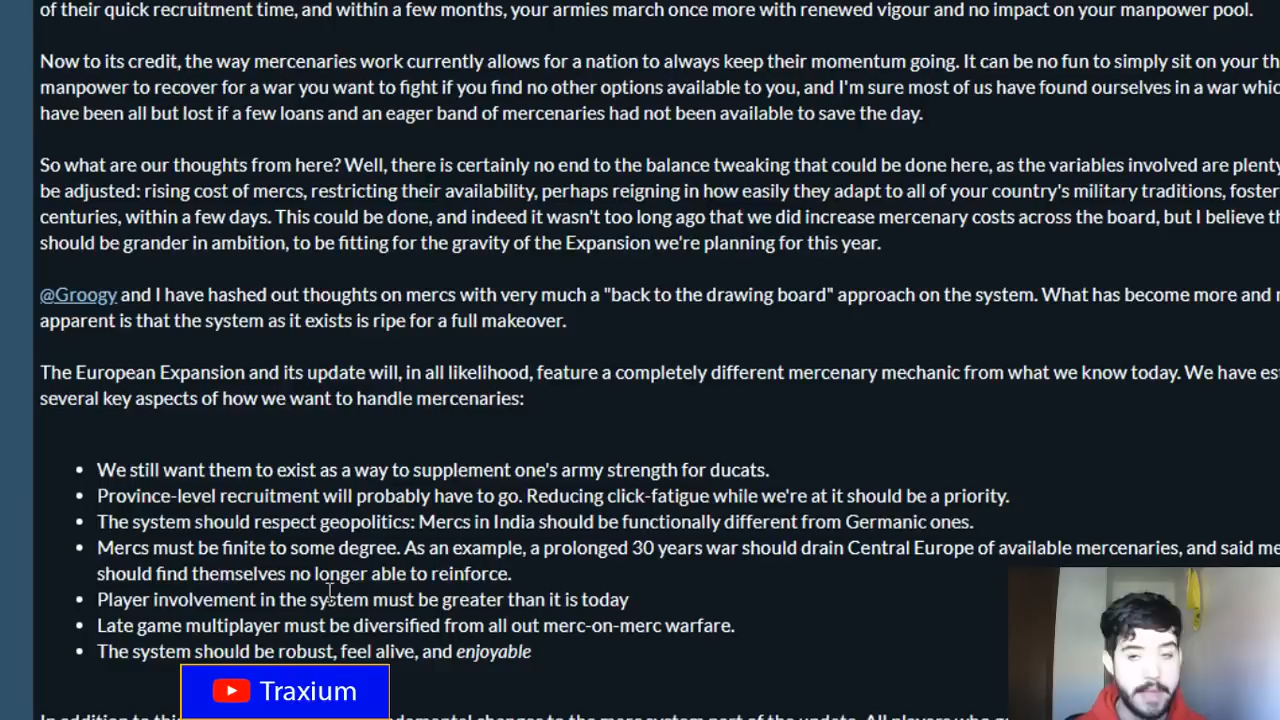 of their quick recruitment time, and within a few months, your armies march once more with renewed vigour and no impact on your manpower pool.
Now to its credit, the way mercenaries work currently allows for a nation to always keep their momentum going. It can be no fun to simply sit on your
manpower to recover for a war you want to fight if you find no other options available to you, and I'm sure most of us have found ourselves in a war
have been all but lost if a few loans and an eager band of mercenaries had not been available to save the day.
So what are our thoughts from here? Well, there is certainly no end to the balance tweaking that could be done here, as the variables involved are
be adjusted: rising cost of mercs, restricting their availability, perhaps reigning in how easily they adapt to all of your country's military traditions,
centuries, within a few days. This could be done, and indeed it wasn't too long ago that we did increase mercenary costs across the board, but I believe
should be grander in ambition, to be fitting for the gravity of the Expansion we're planning for this year.
@Groogy and I have hashed out thoughts on mercs with very much a "back to the drawing board" approach on the system. What has become more and
apparent is that the system as it exists is ripe for a full makeover.
The European Expansion and its update will, in all likelihood, feature a completely different mercenary mechanic from what we know today. We have
several key aspects of how we want to handle mercenaries:
• We still want them to exist as a way to supplement one's army strength for ducats.
• Province-level recruitment will probably have to go. Reducing click-fatigue while we're at it should be a priority.
• The system should respect geopolitics: Mercs in India should be functionally different from Germanic ones.
• Mercs must be finite to some degree. As an example, a prolonged 30 years war should drain Central Europe of available mercenaries, and said
should find themselves no longer able to reinforce.
• Player involvement in the system must be greater than it is today
• Late game multiplayer must be diversified from all out merc-on-merc warfare.
• The system should be robust, feel alive, and enjoyable
Traxium